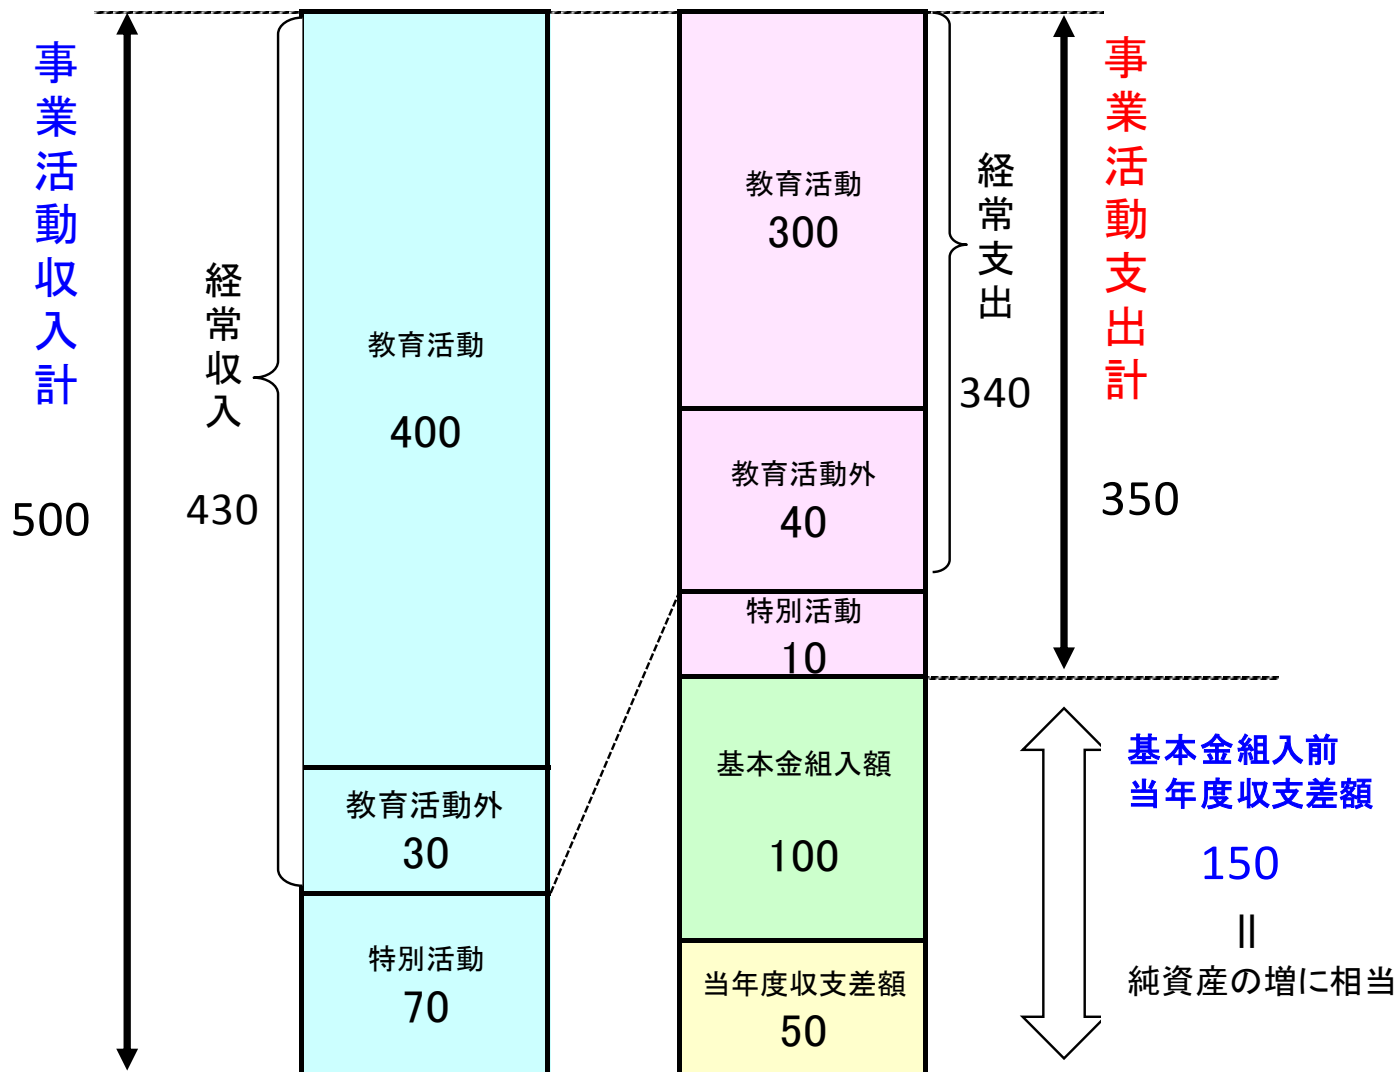 事業活動収入計
500
経常収入
430
教育活動
400
教育活動外
30
特別活動
70
教育活動
300
教育活動外
40
特別活動
10
基本金組入額
100
当年度収支差額
50
経常支出
340
事業活動支出計
350
基本金組入前
当年度収支差額
150
=
純資産の増に相当